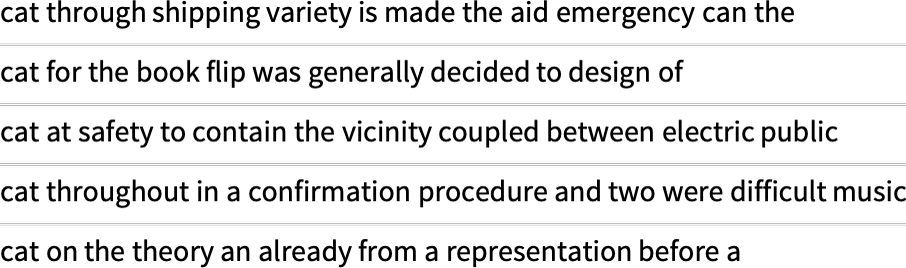 cat through shipping variety is made the aid emergency can the
cat for the book flip was generally decided to design of
cat at safety to contain the vicinity coupled between electric public
cat throughout in a confirmation procedure and two were difficult music
cat on the theory an already from a representation before a